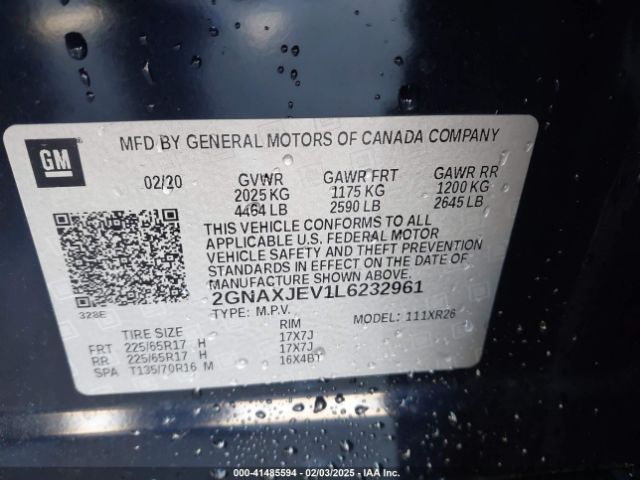 GM
MFD BY GENERAL MOTORS OF CANADA COMPANY
02/20 GVWR GAWR FRT GAWR RR
2025 KG 1175 KG 1200 KG
4464 LB 2590 LB 2645 LB
THIS VEHICLE CONFORMS TO ALL
APPLICABLE U.S. FEDERAL MOTOR
VEHICLE SAFETY AND THEFT PREVENTION
STANDARDS IN EFFECT ON THE DATE OF
MANUFACTURE SHOWN ABOVE.
2GNAXJEV1L6232961
328E
TYPE: M.P.V. MODEL: 111XR26
TIRE SIZE RIM
FRT 225/65R17 H 17X7J
RR 225/65R17 H 17X7J
SPA T135/70R16 M 16X4BT
000-41485594 - 02/03/2025 - IAAI.COM